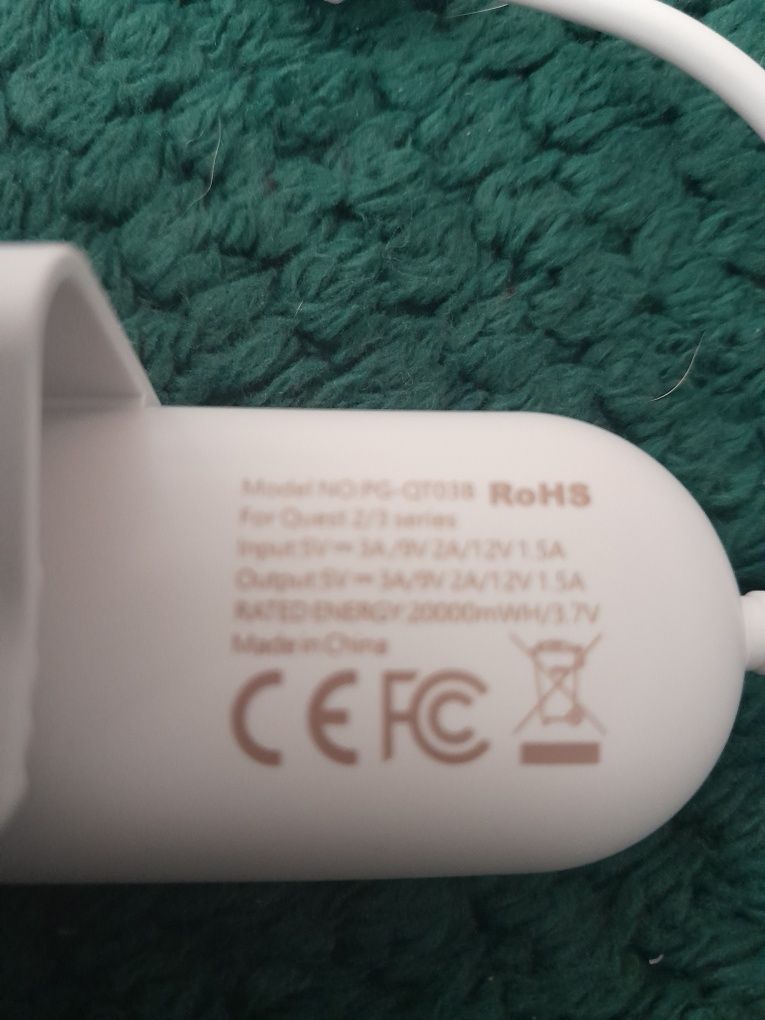 Model NO:PG-QT03B RoHS
For Quest 2/3 series
Input:5V⎓3A/9V 2A/12V 1.5A
Output:5V⎓3A/9V 2A/12V 1.5A
RATED ENERGY:20000mWH/3.7V
Made in China
CE FC